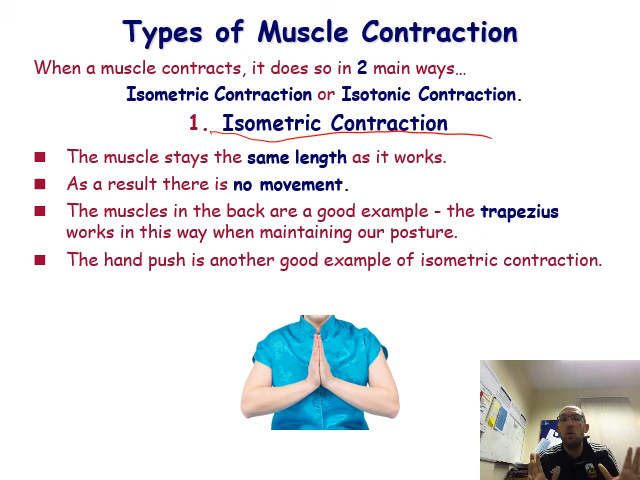 Types of Muscle Contraction
When a muscle contracts, it does so in 2 main ways…
Isometric Contraction or Isotonic Contraction.
1. Isometric Contraction
■ The muscle stays the same length as it works.
■ As a result there is no movement.
■ The muscles in the back are a good example - the trapezius
works in this way when maintaining our posture.
■ The hand push is another good example of isometric contraction.